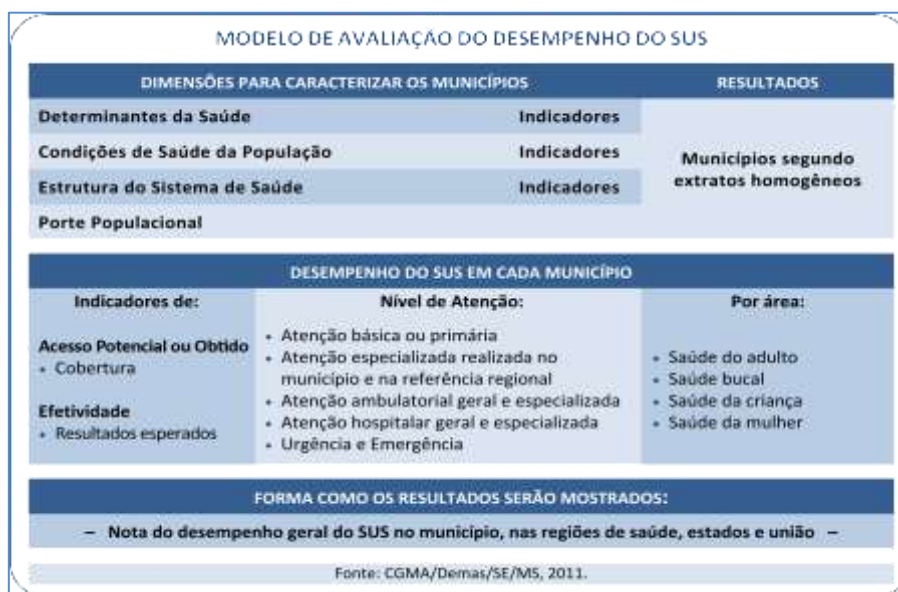 MODELO DE AVALIAÇÃO DO DESEMPENHO DO SUS
DIMENSÕES PARA CARACTERIZAR OS MUNICÍPIOS
RESULTADOS
Determinantes da Saúde Indicadores
Condições de Saúde da População Indicadores
Estrutura do Sistema de Saúde Indicadores
Porte Populacional
Municípios segundo
extratos homogêneos
DESEMPENHO DO SUS EM CADA MUNICÍPIO
Indicadores de:
Acesso Potencial ou Obtido
• Cobertura
Efetividade
• Resultados esperados
Nível de Atenção:
• Atenção básica ou primária
• Atenção especializada realizada no
município e na referência regional
• Atenção ambulatorial geral e especializada
• Atenção hospitalar geral e especializada
• Urgência e Emergência
Por área:
• Saúde do adulto
• Saúde bucal
• Saúde da criança
• Saúde da mulher
FORMA COMO OS RESULTADOS SERÃO MOSTRADOS:
– Nota do desempenho geral do SUS no município, nas regiões de saúde, estados e união –
Fonte: CGMA/Demas/SE/MS, 2011.